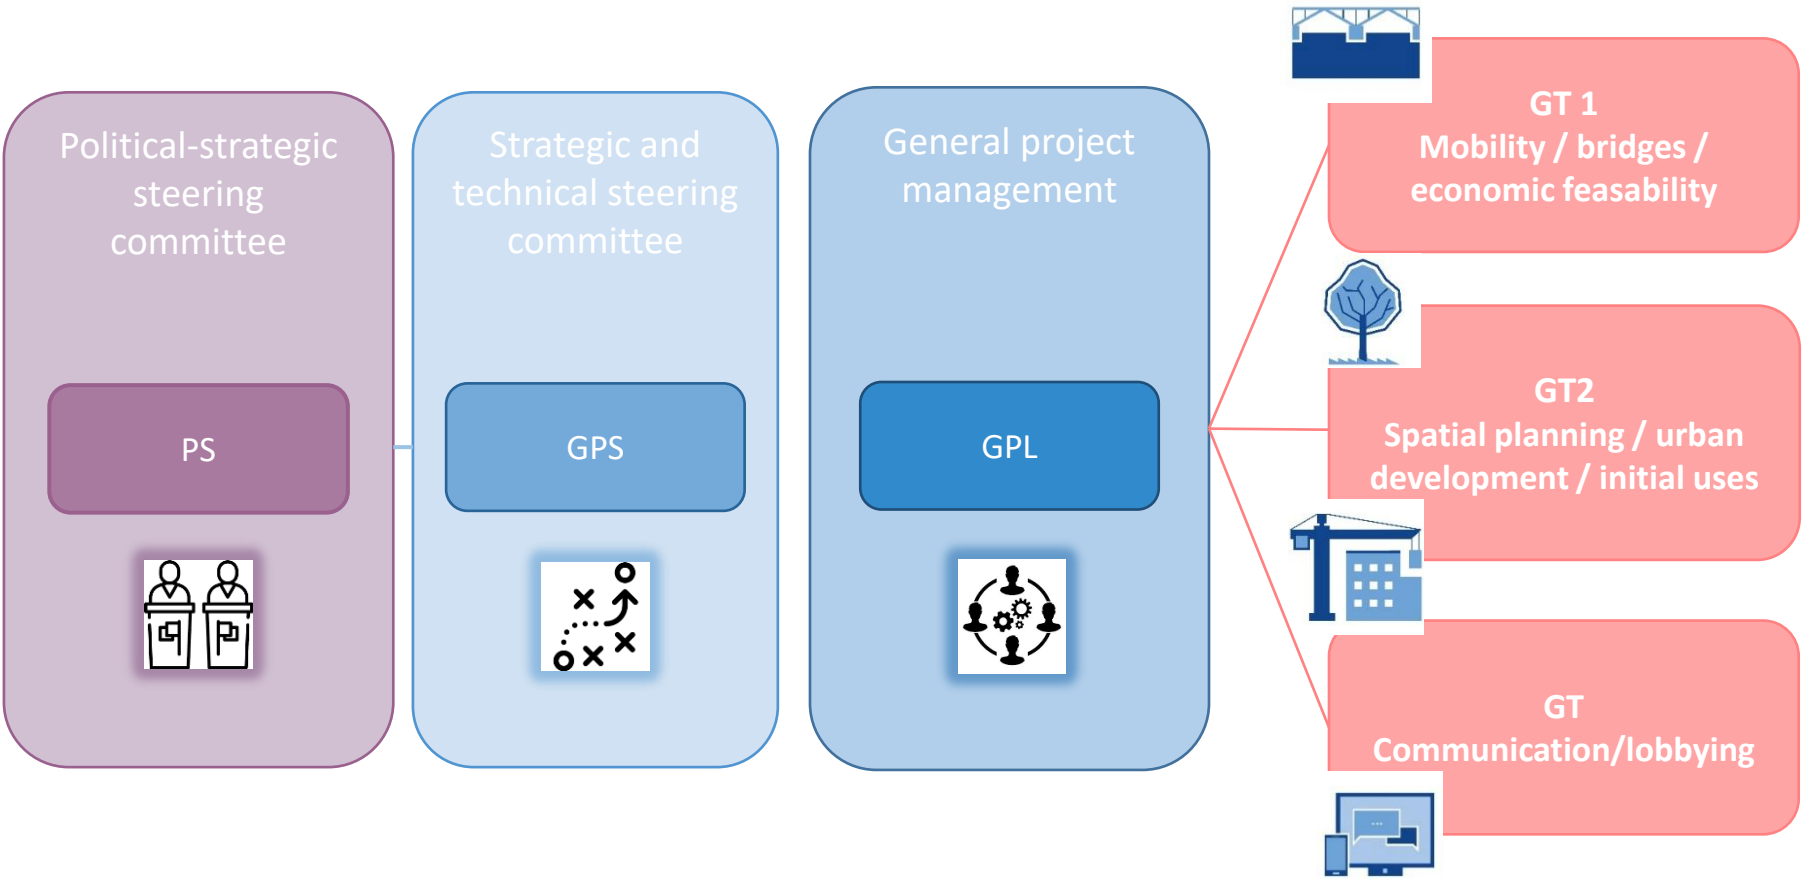 Political-strategic
steering
committee
PS
Strategic and
technical steering
committee
GPS
General project
management
GPL
GT 1
Mobility / bridges /
economic feasability
GT2
Spatial planning / urban
development / initial uses
GT
Communication/lobbying